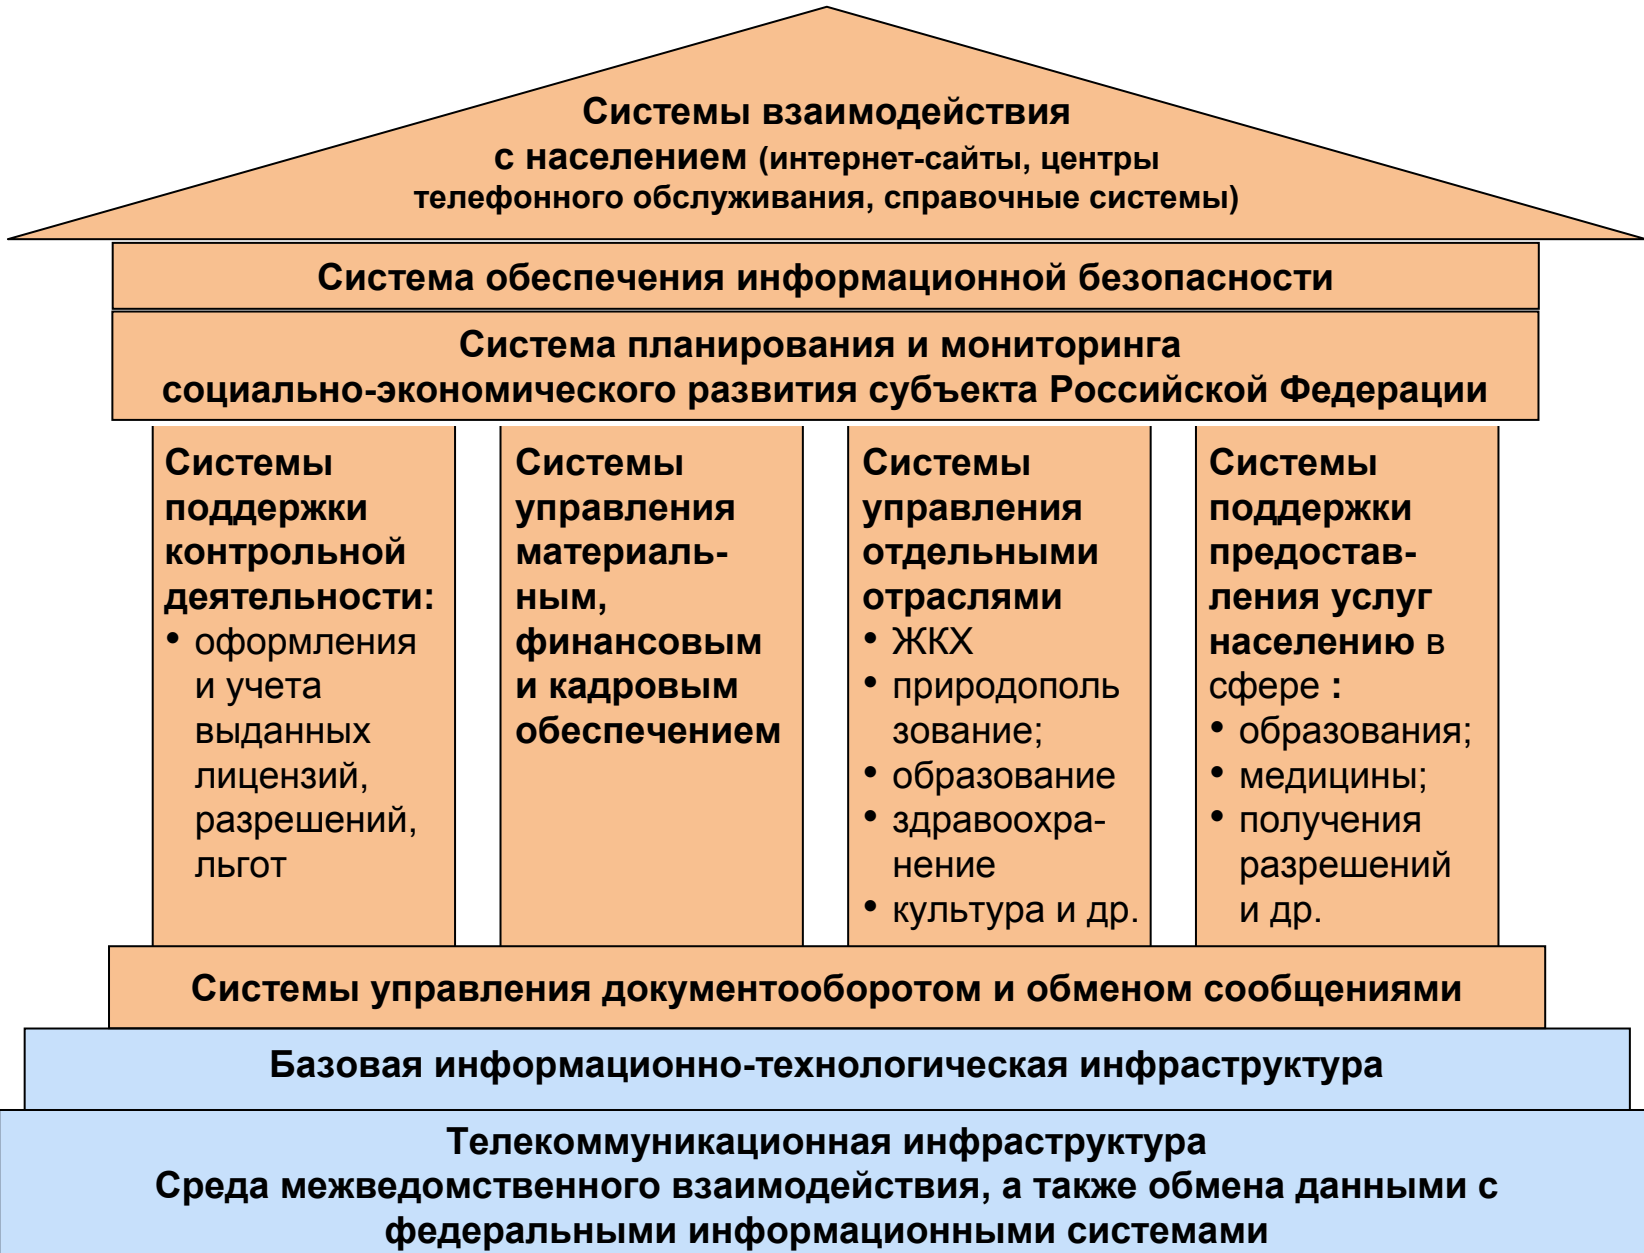 Системы взаимодействия
с населением (интернет-сайты, центры
телефонного обслуживания, справочные системы)
Система обеспечения информационной безопасности
Система планирования и мониторинга
социально-экономического развития субъекта Российской Федерации
Системы
поддержки
контрольной
деятельности:
• оформления
и учета
выданных
лицензий,
разрешений,
льгот
Системы
управления
материаль-
ным,
финансовым
и кадровым
обеспечением
Системы
управления
отдельными
отраслями
• ЖКХ
• природополь
зование;
• образование
• здравоохра-
нение
• культура и др.
Системы
поддержки
предостав-
ления услуг
населению в
сфере :
• образования;
• медицины;
• получения
разрешений
и др.
Системы управления документооборотом и обменом сообщениями
Базовая информационно-технологическая инфраструктура
Телекоммуникационная инфраструктура
Среда межведомственного взаимодействия, а также обмена данными с
федеральными информационными системами